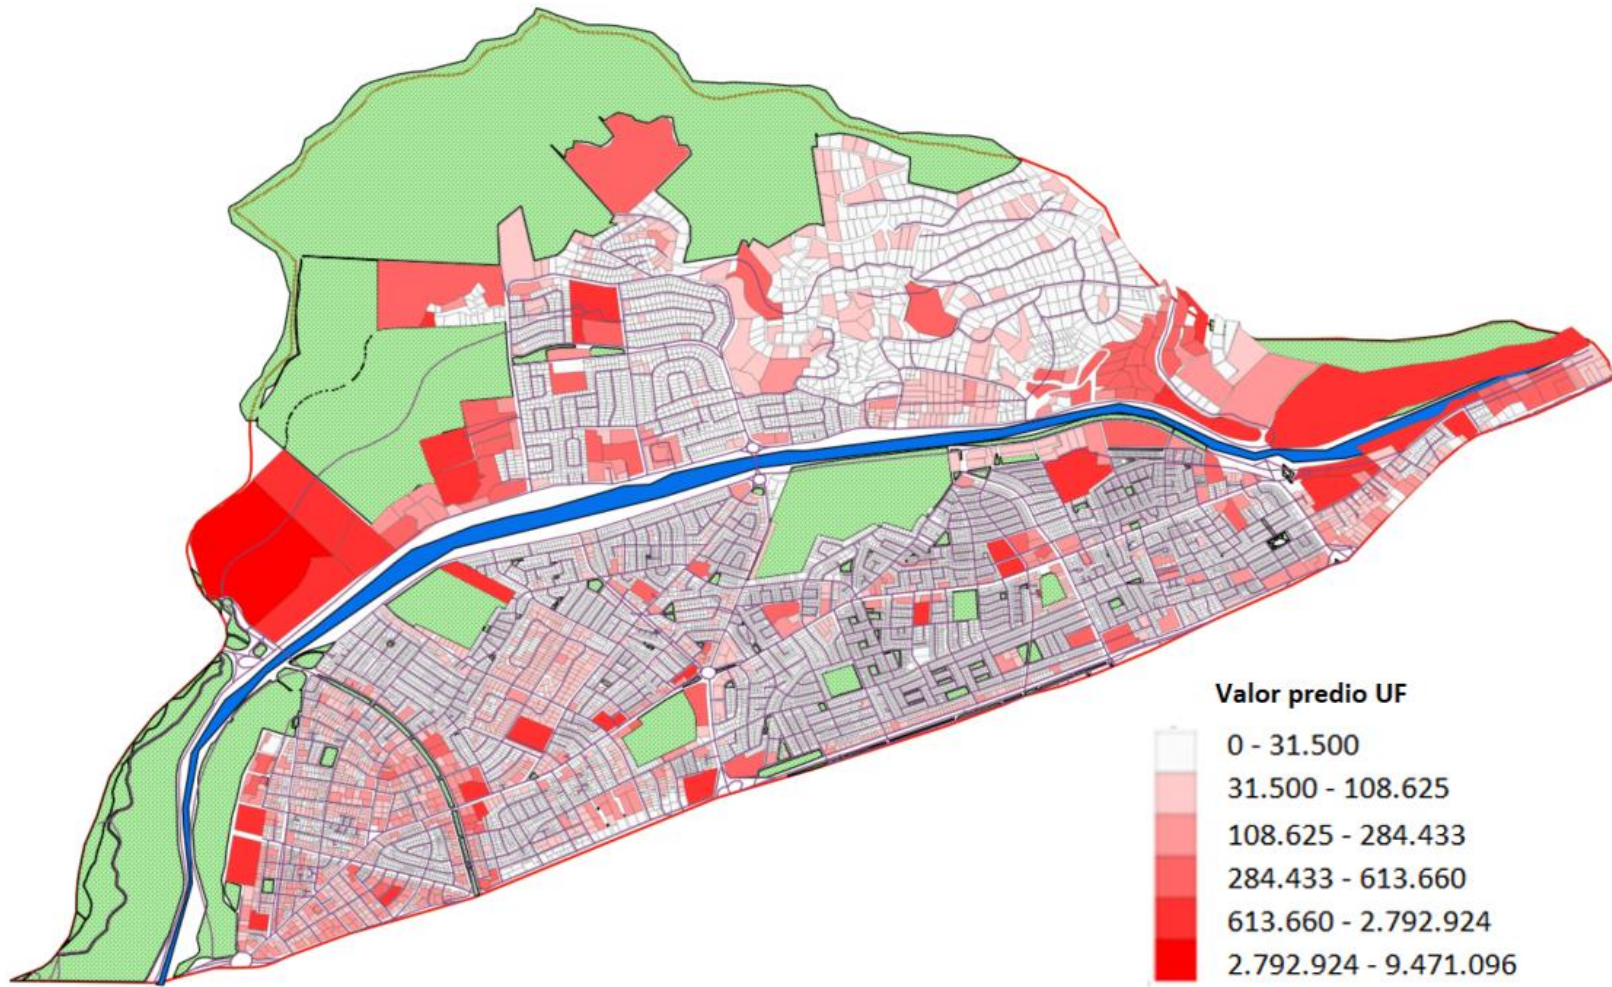 Valor predio UF
0 - 31.500
31.500 - 108.625
108.625 - 284.433
284.433 - 613.660
613.660 - 2.792.924
2.792.924 - 9.471.096